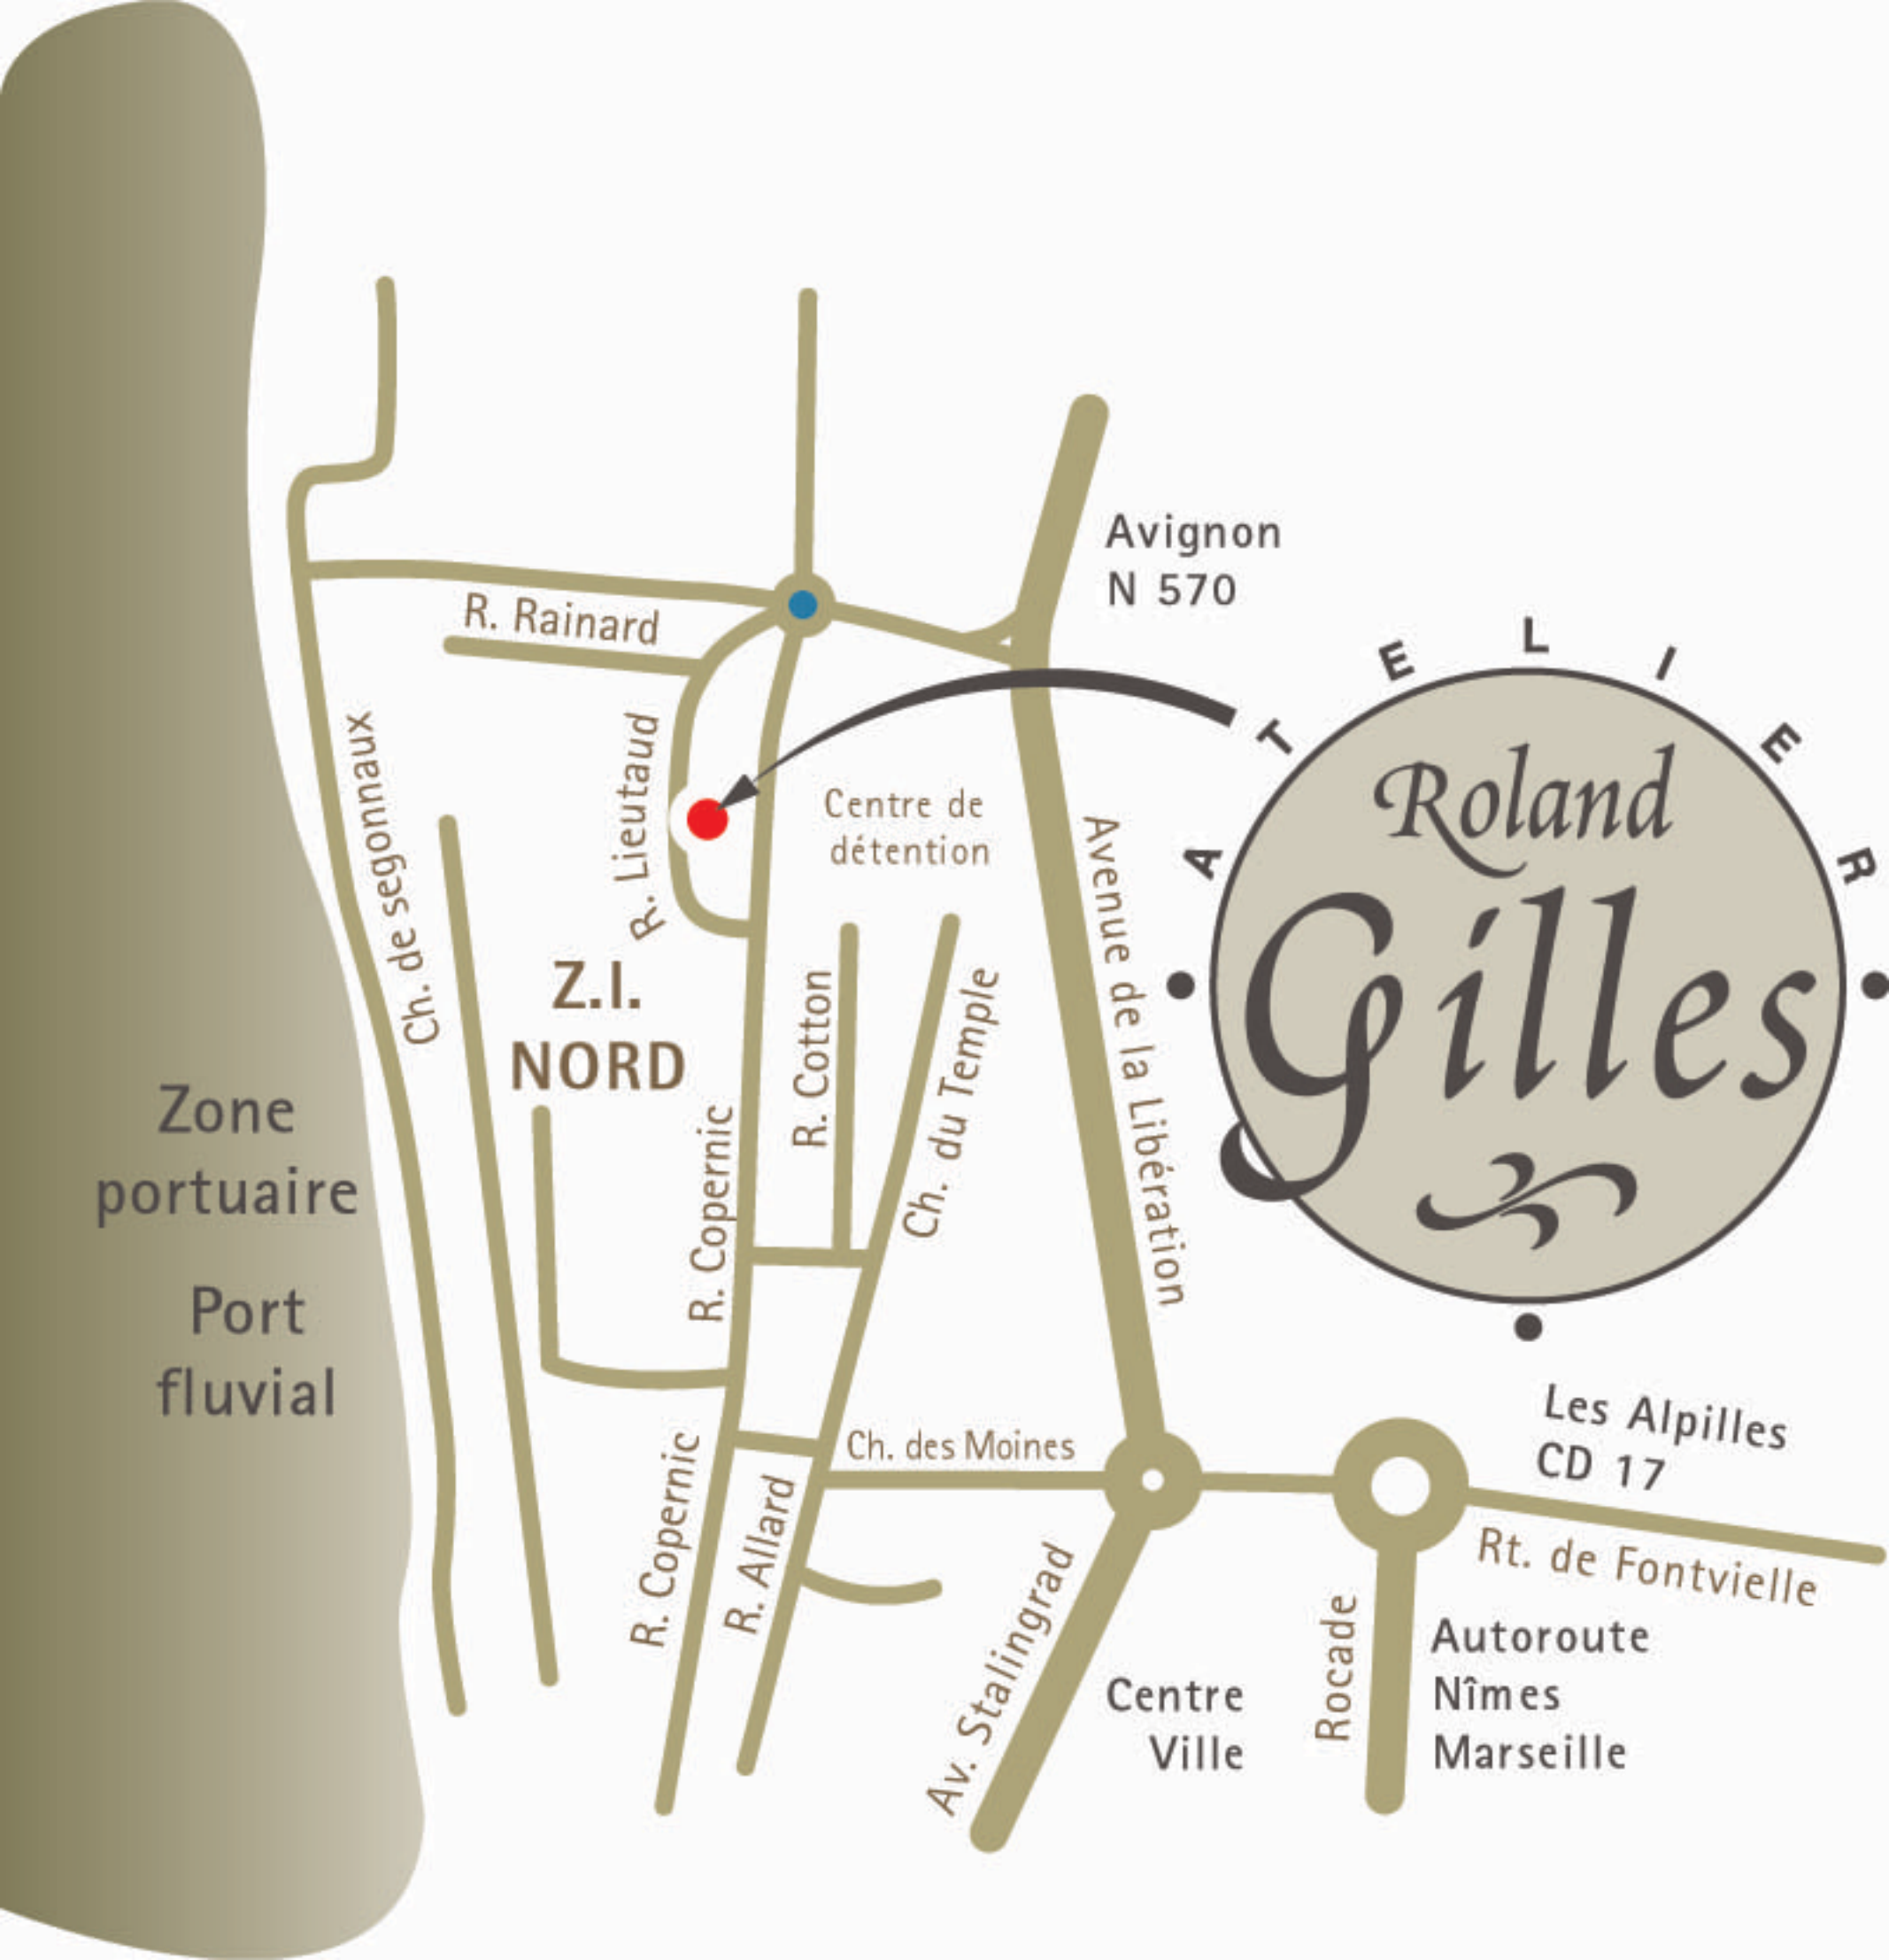 Avignon
N 570
R. Rainard
ATELIER
Roland
Gilles
R. Lieutaud
Centre de
détention
Ch. de segonnaux
Avenue de la Libération
Z.I.
NORD
R. Cotton
Ch. du Temple
R. Copernic
Zone
portuaire
Port
fluvial
Les Alpilles
CD 17
Ch. des Moines
R. Copernic
R. Allard
Rt. de Fontvielle
Av. Stalingrad
Centre
Ville
Rocade
Autoroute
Nîmes
Marseille